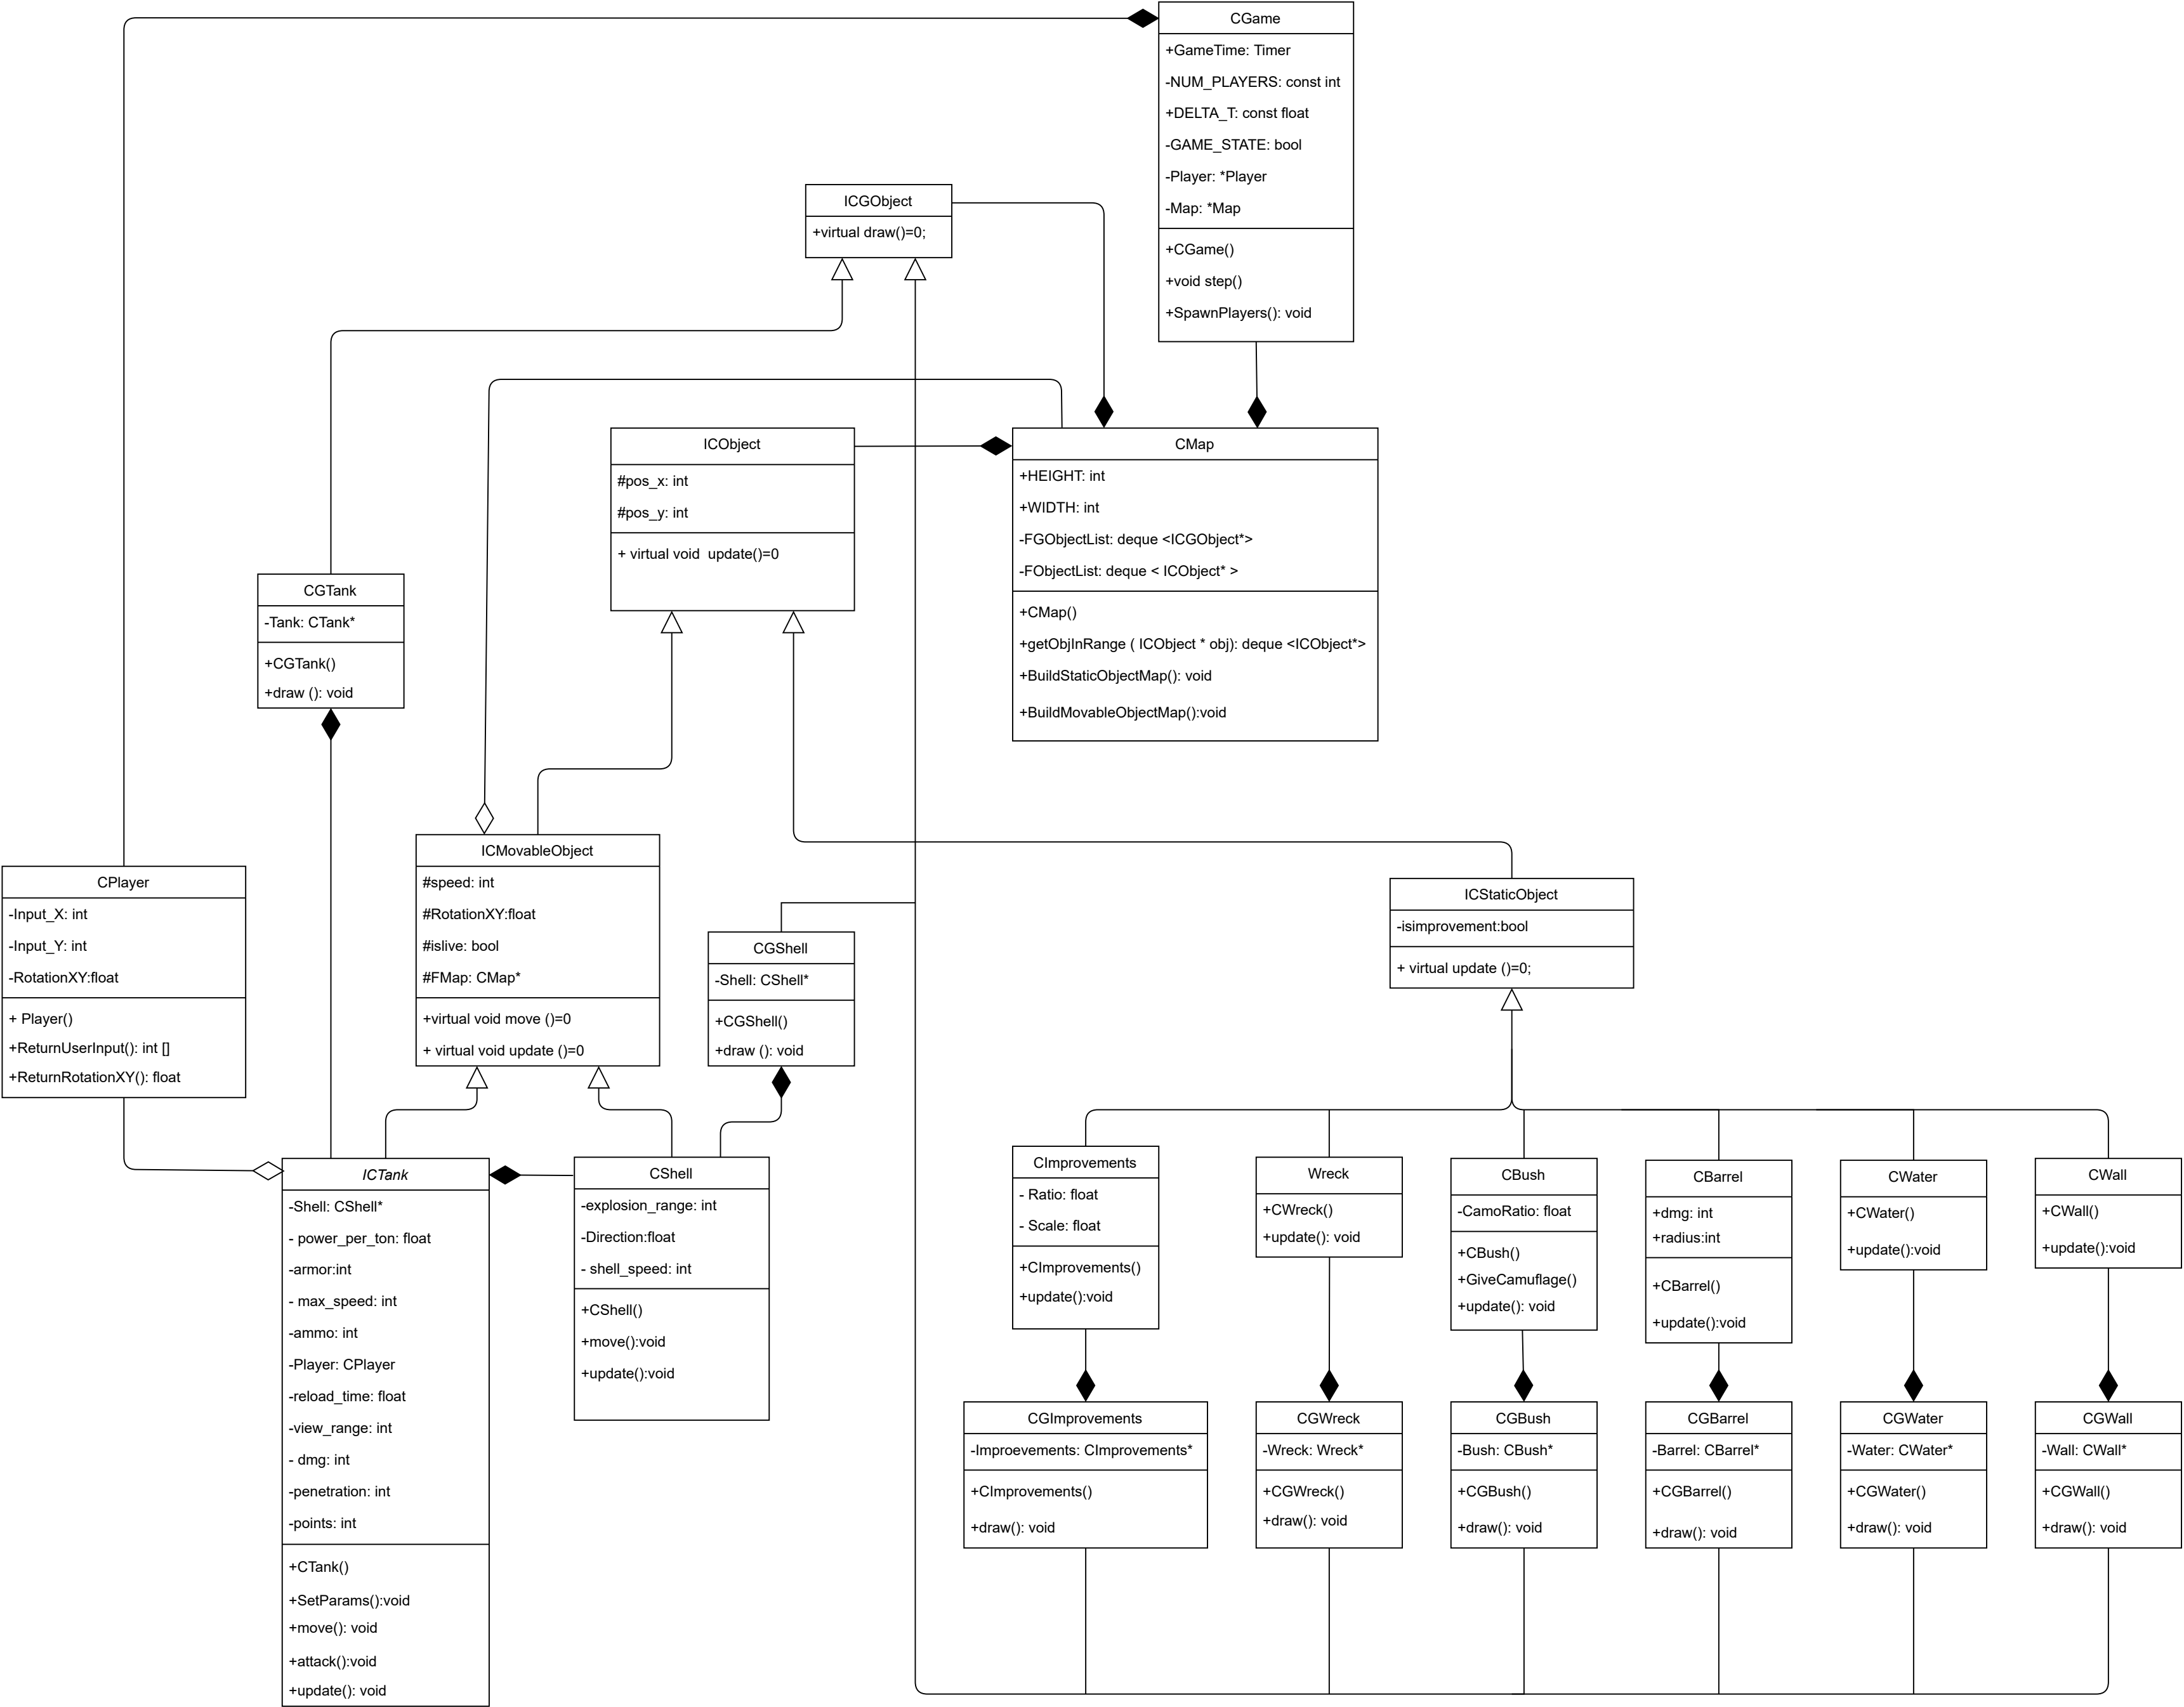 CGame
+GameTime: Timer
-NUM_PLAYERS: const int
+DELTA_T: const float
-GAME_STATE: bool
-Player: *Player
-Map: *Map
+CGame()
+void step()
+SpawnPlayers(): void
ICGObject
+virtual draw()=0;
ICObject
#pos_x: int
#pos_y: int
+ virtual void  update()=0
CMap
+HEIGHT: int
+WIDTH: int
-FGObjectList: deque <ICGObject*>
-FObjectList: deque < ICObject* >
+CMap()
+getObjInRange ( ICObject * obj): deque <ICObject*>
+BuildStaticObjectMap(): void
+BuildMovableObjectMap():void
CGTank
-Tank: CTank*
+CGTank()
+draw (): void
CPlayer
-Input_X: int
-Input_Y: int
-RotationXY:float
+ Player()
+ReturnUserInput(): int []
+ReturnRotationXY(): float
ICMovableObject
#speed: int
#RotationXY:float
#islive: bool
#FMap: CMap*
+virtual void move ()=0
+ virtual void update ()=0
CGShell
-Shell: CShell*
+CGShell()
+draw (): void
ICStaticObject
-isimprovement:bool
+ virtual update ()=0;
ICTank
-Shell: CShell*
- power_per_ton: float
-armor:int
- max_speed: int
-ammo: int
-Player: CPlayer
-reload_time: float
-view_range: int
- dmg: int
-penetration: int
-points: int
+CTank()
+SetParams():void
+move(): void
+attack():void
+update(): void
CShell
-explosion_range: int
-Direction:float
- shell_speed: int
+CShell()
+move():void
+update():void
CImprovements
- Ratio: float
- Scale: float
+CImprovements()
+update():void
Wreck
+CWreck()
+update(): void
CBush
-CamoRatio: float
+CBush()
+GiveCamuflage()
+update(): void
CBarrel
+dmg: int
+radius:int
+CBarrel()
+update():void
CWater
+CWater()
+update():void
CWall
+CWall()
+update():void
CGImprovements
-Improevements: CImprovements*
+CImprovements()
+draw(): void
CGWreck
-Wreck: Wreck*
+CGWreck()
+draw(): void
CGBush
-Bush: CBush*
+CGBush()
+draw(): void
CGBarrel
-Barrel: CBarrel*
+CGBarrel()
+draw(): void
CGWater
-Water: CWater*
+CGWater()
+draw(): void
CGWall
-Wall: CWall*
+CGWall()
+draw(): void